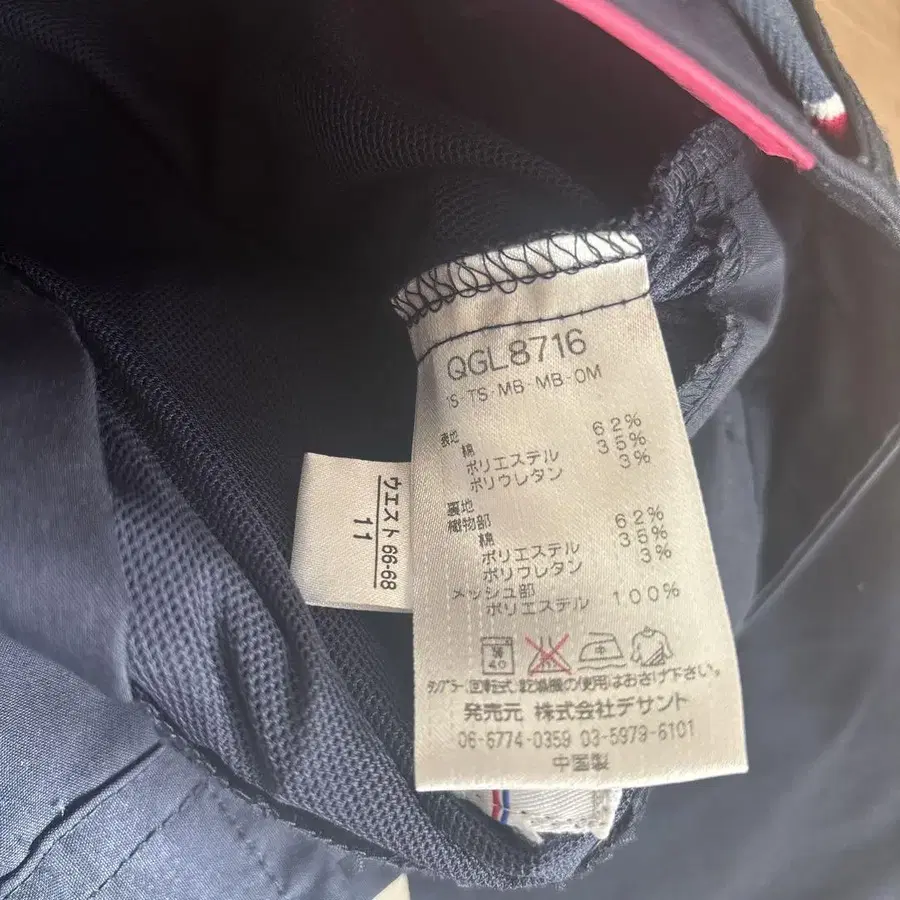 QGL8716
1S-TS・MB・MB-OM
表地
綿 62%
ポリエステル 35%
ポリウレタン 3%
裏地
織物部
綿 62%
ポリエステル 35%
ポリウレタン 3%
メッシュ部
ポリエステル 100%
40
中
タンブラー(回転式)乾燥機の使用はおさけ下さい。
発売元 株式会社デサント
06-6774-0359 03-5979-6101
中国製
ウエスト 66-68
11